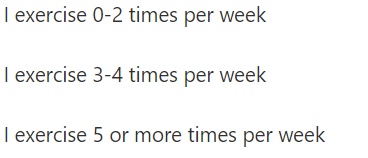 I exercise 0-2 times per week
I exercise 3-4 times per week
I exercise 5 or more times per week